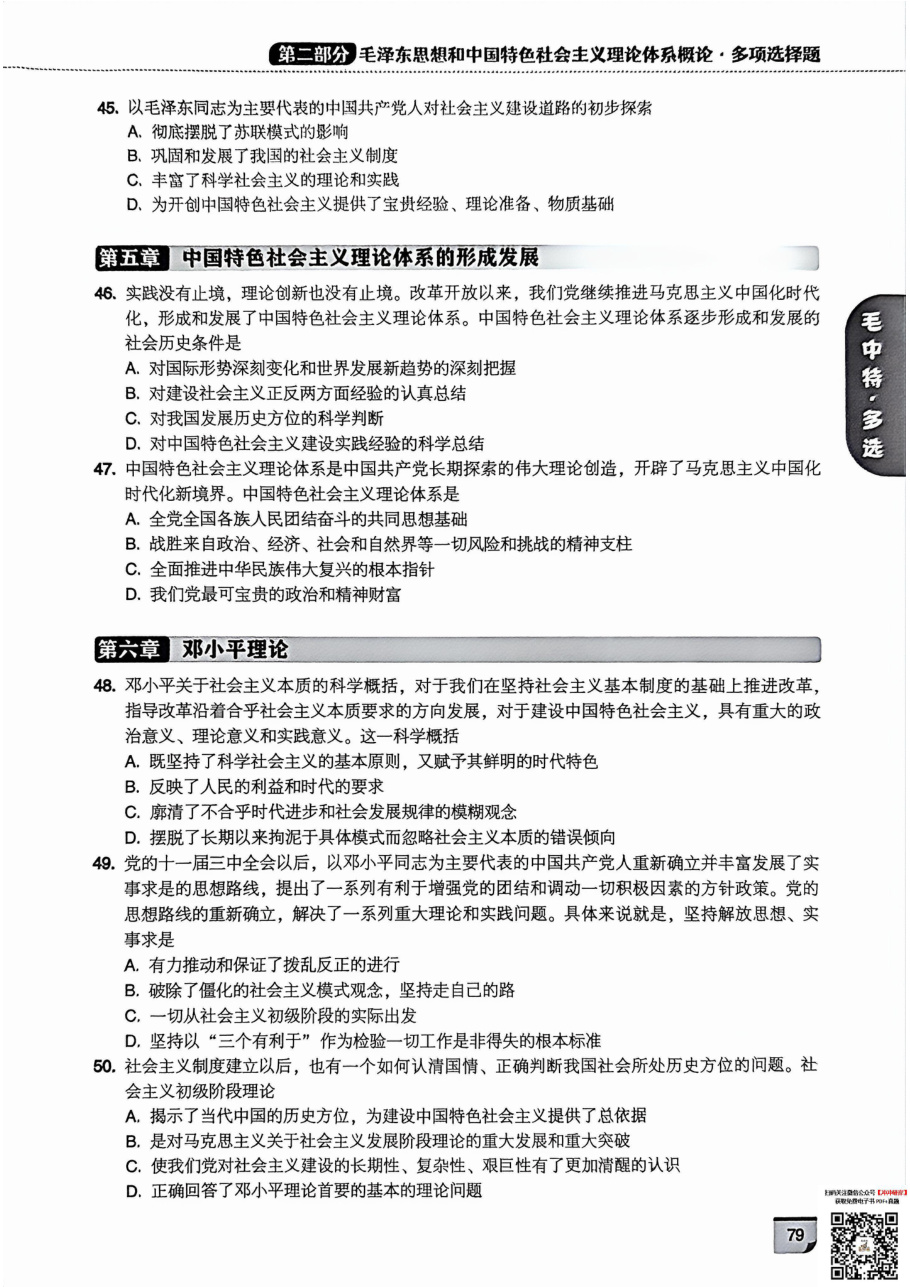 第二部分 毛泽东思想和中国特色社会主义理论体系概论·多项选择题
45. 以毛泽东同志为主要代表的中国共产党人对社会主义建设道路的初步探索
A. 彻底摆脱了苏联模式的影响
B. 巩固和发展了我国的社会主义制度
C. 丰富了科学社会主义的理论和实践
D. 为开创中国特色社会主义提供了宝贵经验、理论准备、物质基础
第五章 中国特色社会主义理论体系的形成发展
46. 实践没有止境，理论创新也没有止境。改革开放以来，我们党继续推进马克思主义中国化时代
化，形成和发展了中国特色社会主义理论体系。中国特色社会主义理论体系逐步形成和发展的
社会历史条件是
A. 对国际形势深刻变化和世界发展新趋势的深刻把握
B. 对建设社会主义正反两方面经验的认真总结
C. 对我国发展历史方位的科学判断
D. 对中国特色社会主义建设实践经验的科学总结
47. 中国特色社会主义理论体系是中国共产党长期探索的伟大理论创造，开辟了马克思主义中国化
时代化新境界。中国特色社会主义理论体系是
A. 全党全国各族人民团结奋斗的共同思想基础
B. 战胜来自政治、经济、社会和自然界等一切风险和挑战的精神支柱
C. 全面推进中华民族伟大复兴的根本指针
D. 我们党最可宝贵的政治和精神财富
第六章 邓小平理论
48. 邓小平关于社会主义本质的科学概括，对于我们在坚持社会主义基本制度的基础上推进改革，
指导改革沿着合乎社会主义本质要求的方向发展，对于建设中国特色社会主义，具有重大的政
治意义、理论意义和实践意义。这一科学概括
A. 既坚持了科学社会主义的基本原则，又赋予其鲜明的时代特色
B. 反映了人民的利益和时代的要求
C. 廓清了不合乎时代进步和社会发展规律的模糊观念
D. 摆脱了长期以来拘泥于具体模式而忽略社会主义本质的错误倾向
49. 党的十一届三中全会以后，以邓小平同志为主要代表的中国共产党人重新确立并丰富发展了实
事求是的思想路线，提出了一系列有利于增强党的团结和调动一切积极因素的方针政策。党的
思想路线的重新确立，解决了一系列重大理论和实践问题。具体来说就是，坚持解放思想、实
事求是
A. 有力推动和保证了拨乱反正的进行
B. 破除了僵化的社会主义模式观念，坚持走自己的路
C. 一切从社会主义初级阶段的实际出发
D. 坚持以“三个有利于”作为检验一切工作是非得失的根本标准
50. 社会主义制度建立以后，也有一个如何认清国情、正确判断我国社会所处历史方位的问题。社
会主义初级阶段理论
A. 揭示了当代中国的历史方位，为建设中国特色社会主义提供了总依据
B. 是对马克思主义关于社会主义发展阶段理论的重大发展和重大突破
C. 使我们党对社会主义建设的长期性、复杂性、艰巨性有了更加清醒的认识
D. 正确回答了邓小平理论首要的基本的理论问题
毛中特·多选
扫码关注微信公众号
获取免费电子书PDF+真题
79